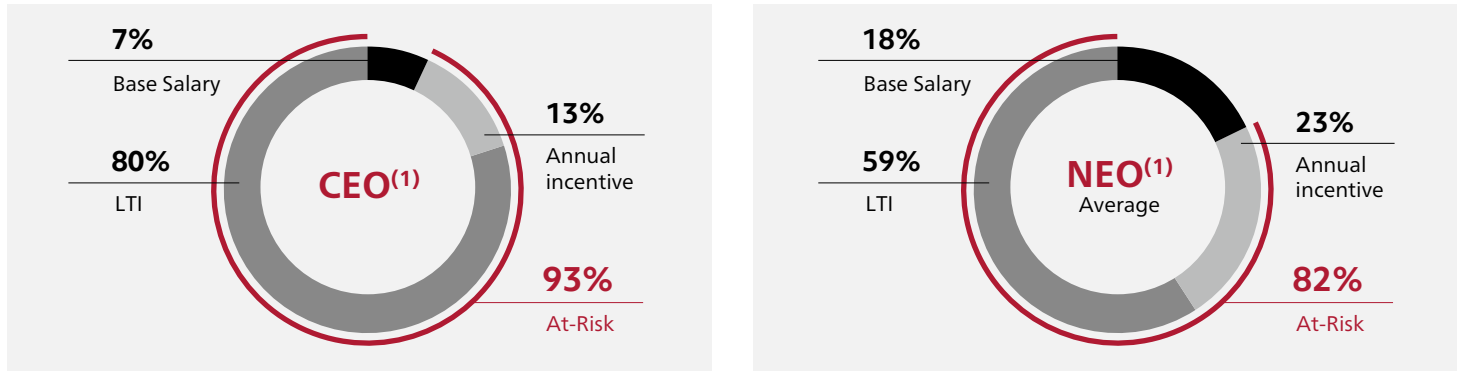 7%
Base Salary
13%
Annual
incentive
80%
LTI
CEO(1)
93%
At-Risk
18%
Base Salary
23%
Annual
incentive
59%
LTI
NEO(1)
Average
82%
At-Risk